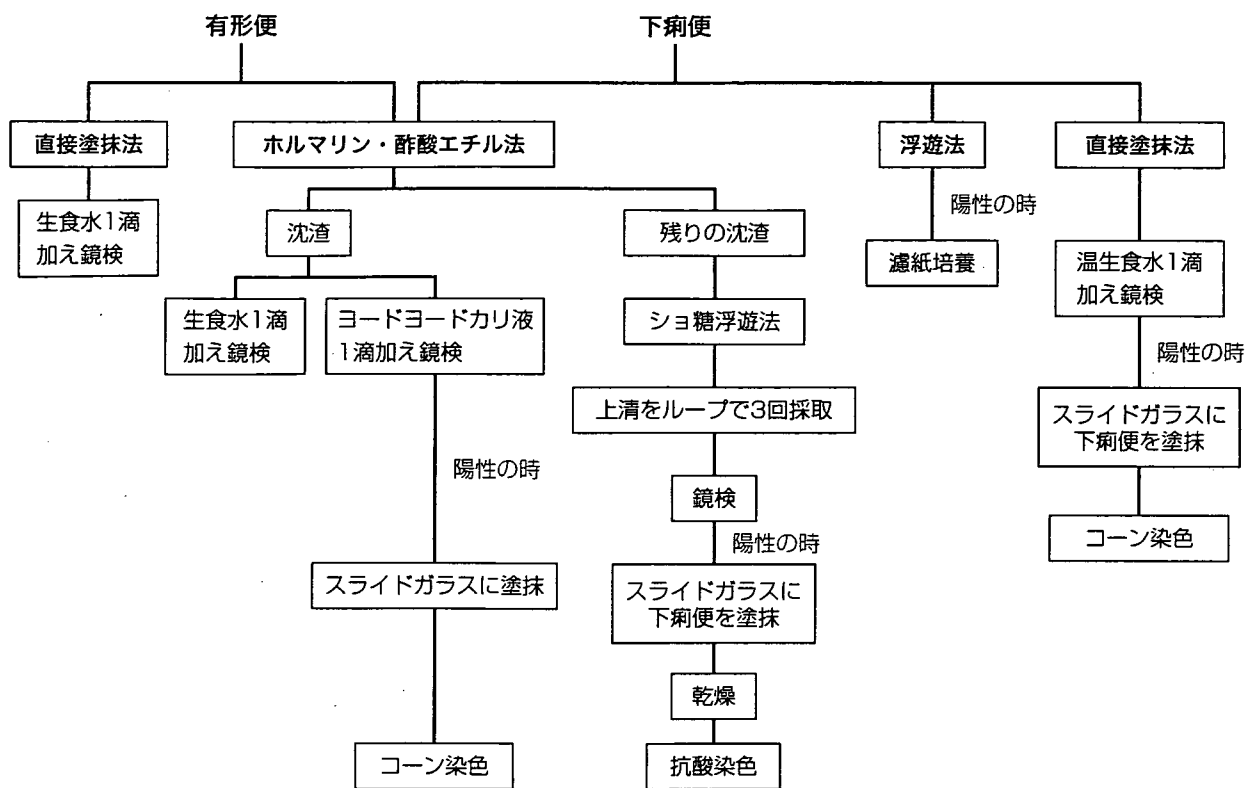 有形便
下痢便
直接塗抹法
ホルマリン・酢酸エチル法
浮遊法
直接塗抹法
生食水1滴
加え鏡検
沈渣
残りの沈渣
陽性の時
濾紙培養
温生食水1滴
加え鏡検
生食水1滴
加え鏡検
ヨードヨードカリ液
1滴加え鏡検
ショ糖浮遊法
陽性の時
上清をループで3回採取
スライドガラスに
下痢便を塗抹
陽性の時
鏡検
コーン染色
陽性の時
スライドガラスに塗抹
スライドガラスに
下痢便を塗抹
乾燥
コーン染色
抗酸染色